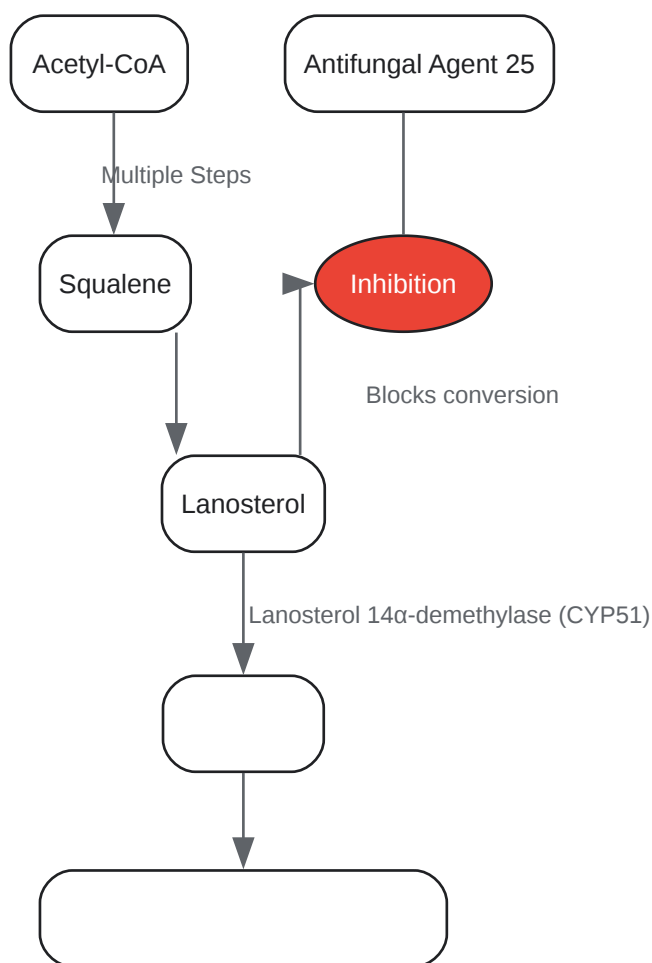 Acetyl-CoA
Antifungal Agent 25
Multiple Steps
Squalene
Inhibition
Blocks conversion
Lanosterol
Lanosterol 14α-demethylase (CYP51)